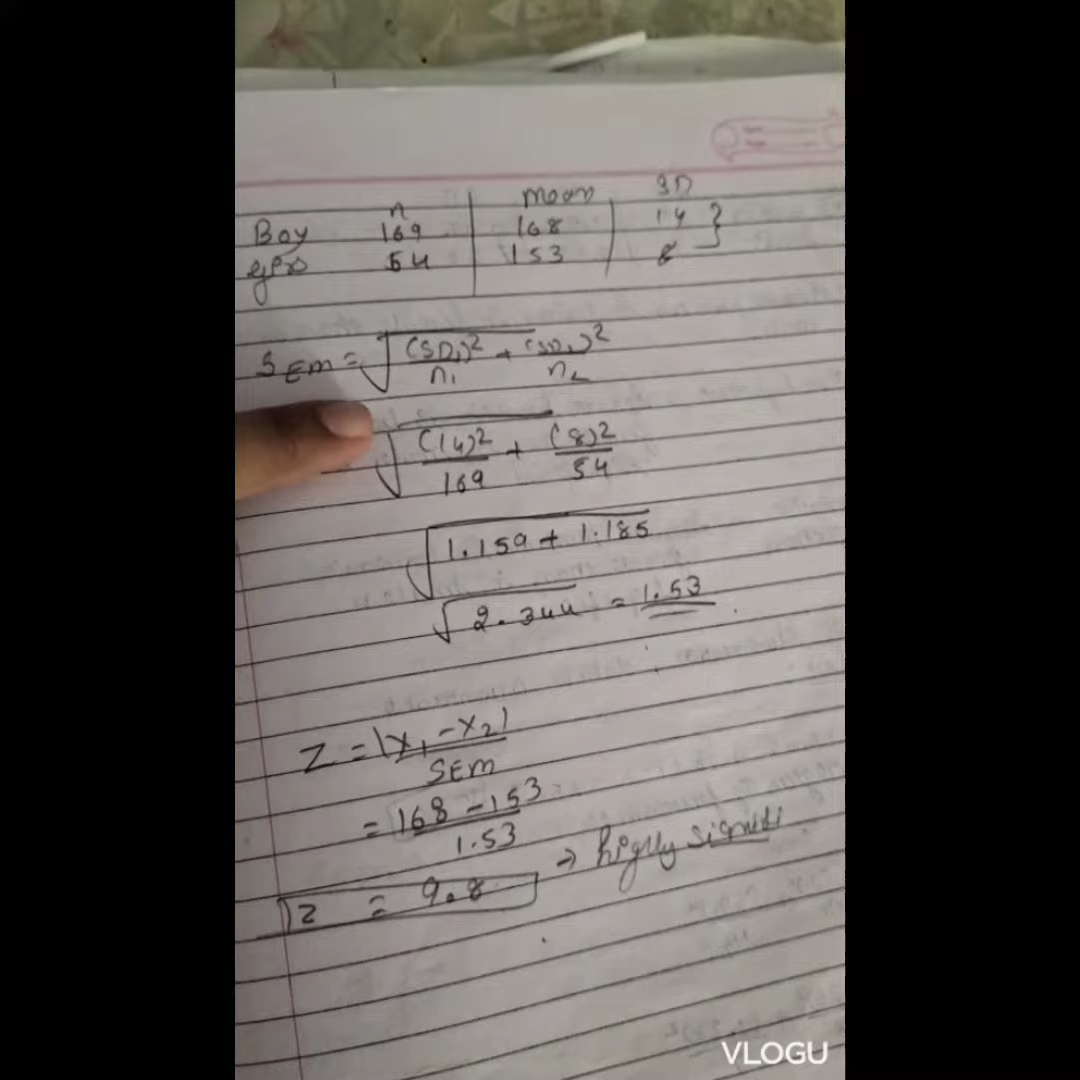 n mean SD
Boy 169 168 14 }
54 153 8
SEM = √(SD₁)²/n₁ + (SD₂)²/n₂
√(14)²/169 + (8)²/54
√1.159 + 1.185
√2.344 = 1.53
Z = |X₁ - X₂|/SEM
= 168 - 153/1.53
Z = 9.8 → highly
VLOGU